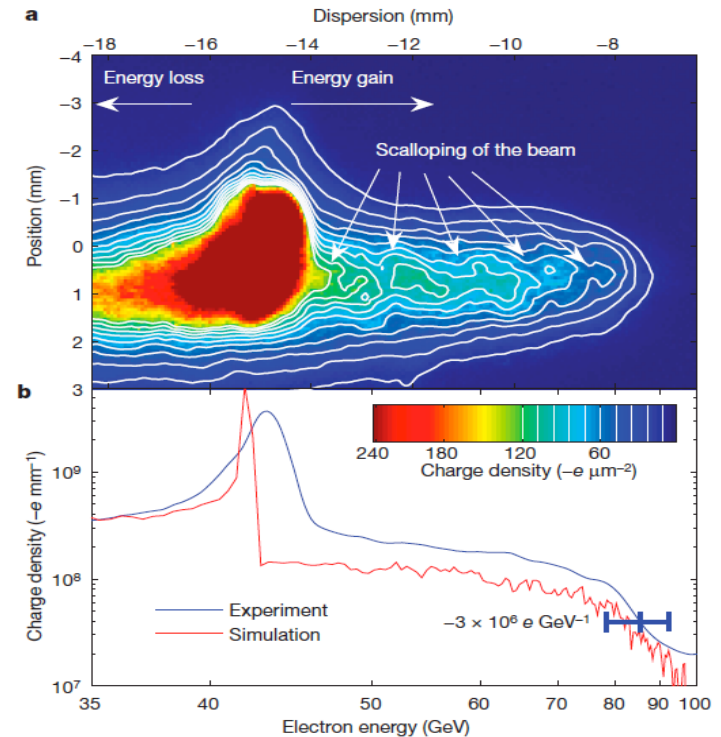 a
Dispersion (mm)
−18 −16 −14 −12 −10 −8
−4
−3
−2
−1
0
1
2
3
Position (mm)
Energy loss
Energy gain
Scalloping of the beam
b
240 180 120 60
Charge density (−e μm⁻²)
10⁹
10⁸
10⁷
Charge density (−e mm⁻¹)
Experiment
Simulation
−3 × 10⁶ e GeV⁻¹
35 40 50 60 70 80 90 100
Electron energy (GeV)